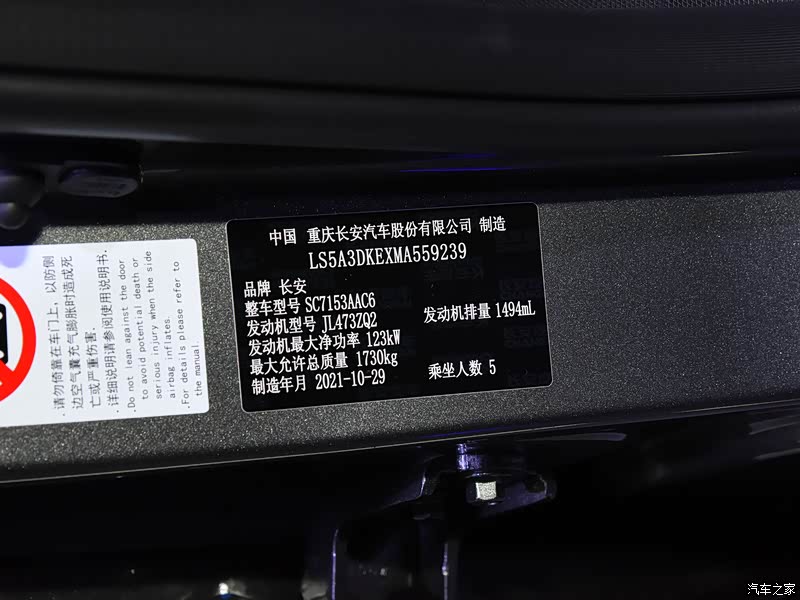 中国 重庆长安汽车股份有限公司 制造
LS5A3DKEXMA559239
品牌 长安
整车型号 SC7153AAC6
发动机型号 JL473ZQ2
发动机排量 1494mL
发动机最大净功率 123kW
最大允许总质量 1730kg
乘坐人数 5
制造年月 2021-10-29
·请勿倚靠在车门上，以防侧
边空气囊充气膨胀时造成死
亡或严重伤害.
·详细说明请参阅使用说明书.
·Do not lean against the door
to avoid potential death or
serious injury when the side
airbag inflates.
·For details please refer to
the manual.
汽车之家